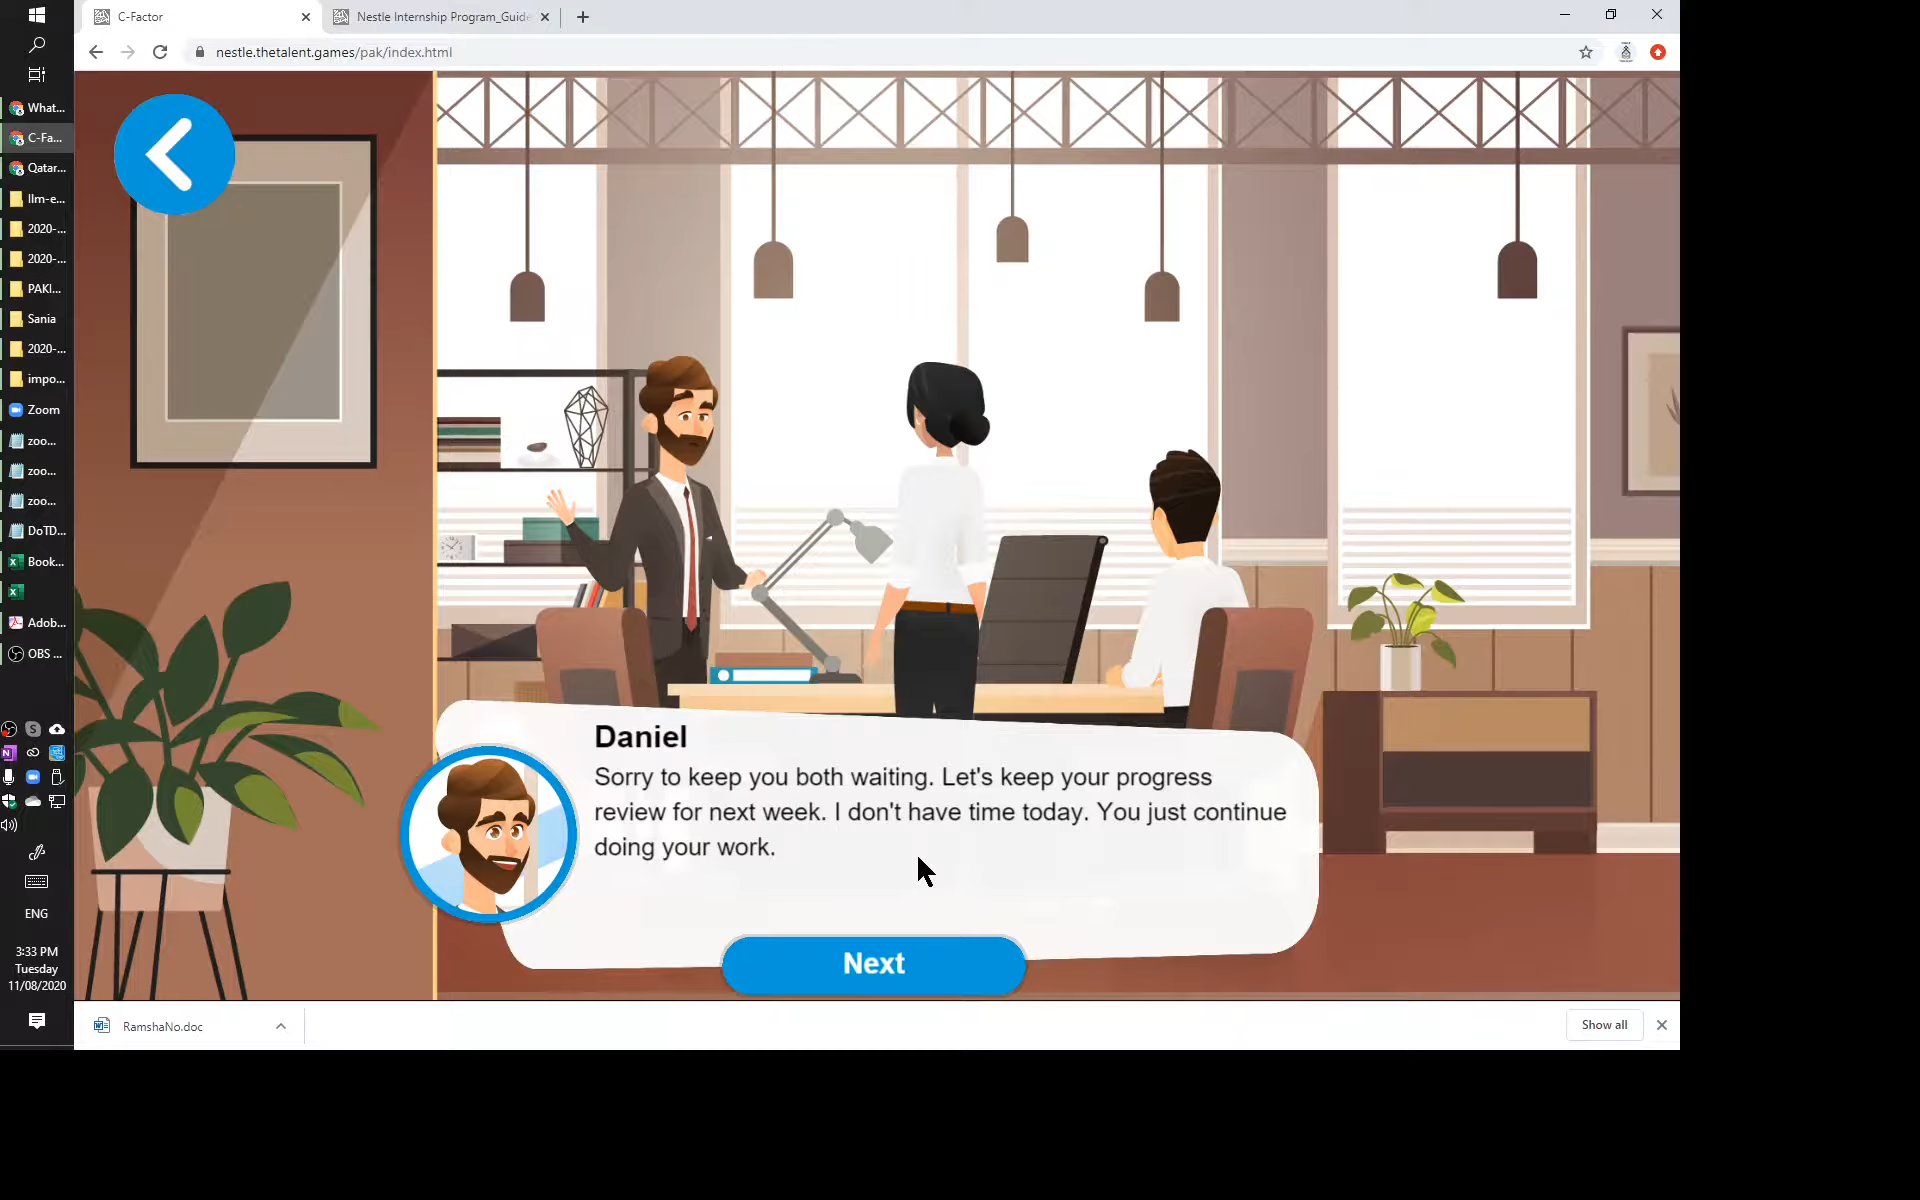 C-Factor
Nestle Internship Program_Guide
nestle.thetalent.games/pak/index.html
What...
C-Fa...
Qatar...
llm-e...
2020-...
2020-...
PAKI...
Sania
2020-...
impo...
Zoom
zoo...
zoo...
zoo...
DoTD...
Book...
Adob...
OBS ...
ENG
3:33 PM
Tuesday
11/08/2020
Daniel
Sorry to keep you both waiting. Let's keep your progress
review for next week. I don't have time today. You just continue
doing your work.
Next
RamshaNo.doc
Show all